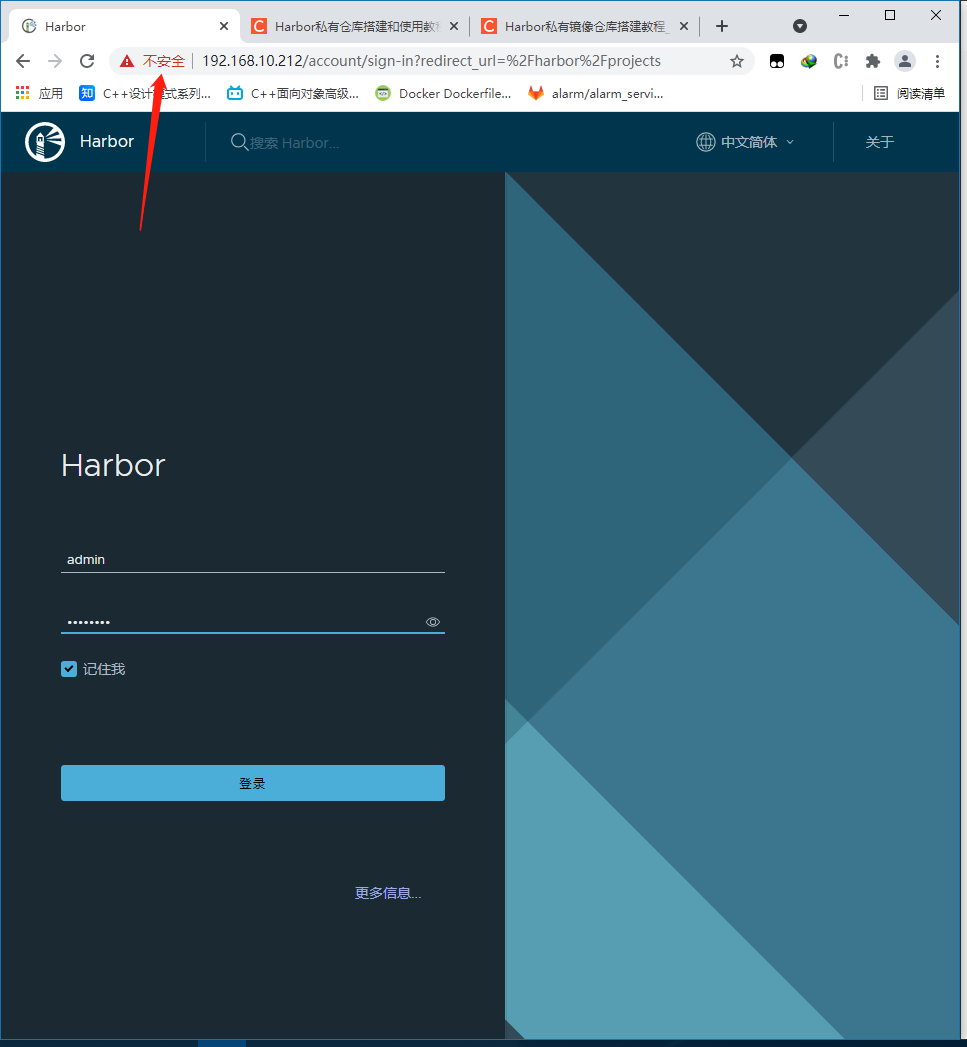 Harbor
Harbor私有仓库搭建和使用教程
Harbor私有镜像仓库搭建教程_
不安全 192.168.10.212/account/sign-in?redirect_url=%2Fharbor%2Fprojects
应用 知 C++设计模式系列... C++面向对象高级... Docker Dockerfile... alarm/alarm_servi... 阅读清单
Harbor 搜索 Harbor... 中文简体 关于
Harbor
admin
••••••••
记住我
登录
更多信息...